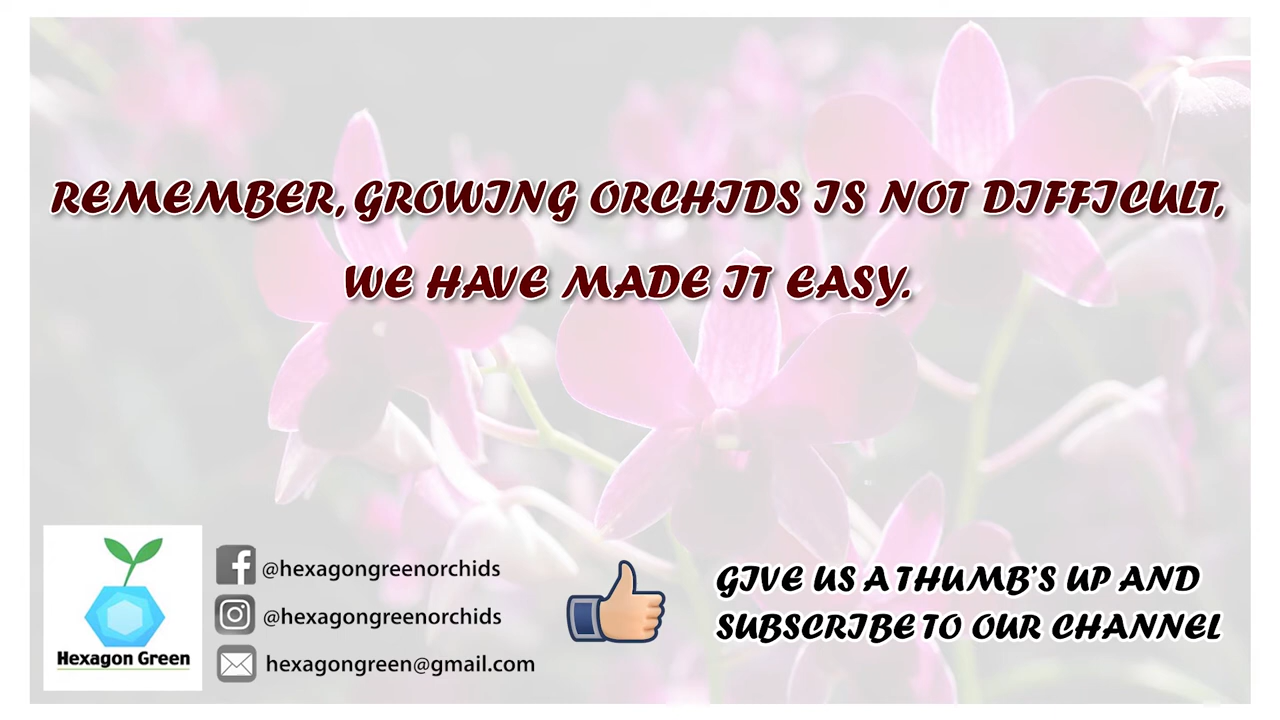 REMEMBER, GROWING ORCHIDS IS NOT DIFFICULT,
WE HAVE MADE IT EASY.
Hexagon Green
@hexagongreenorchids
@hexagongreenorchids
hexagongreen@gmail.com
GIVE US A THUMB'S UP AND
SUBSCRIBE TO OUR CHANNEL